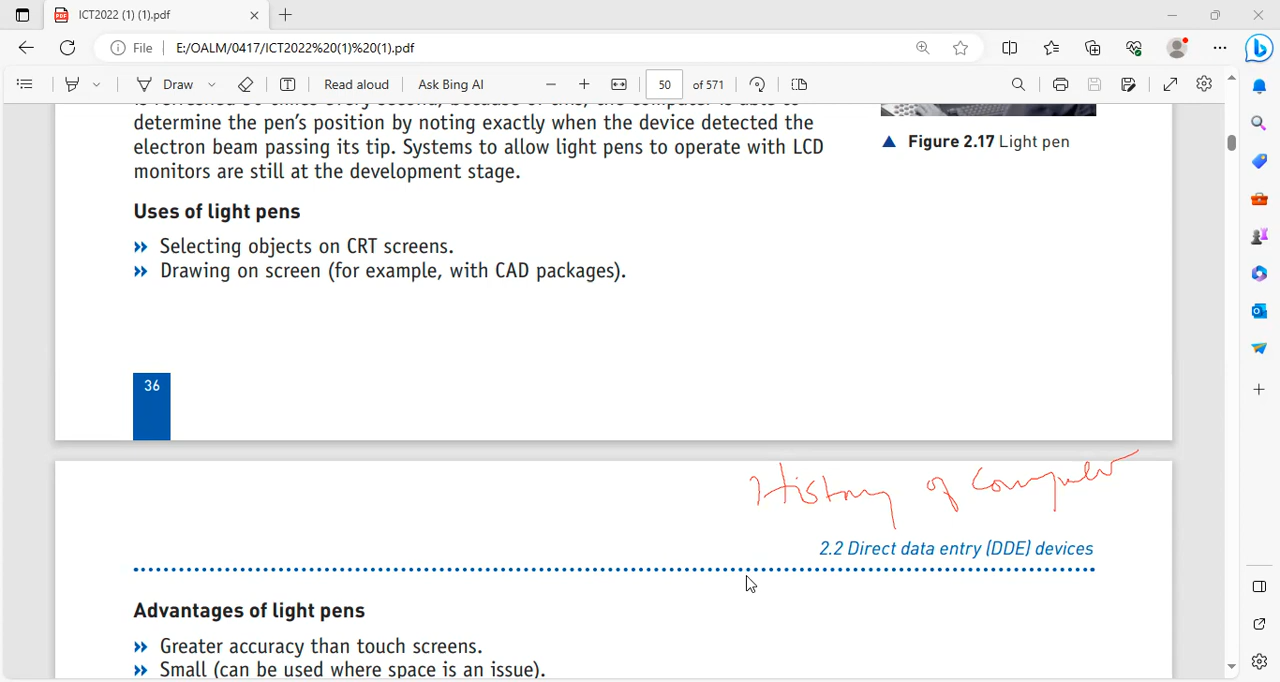 ICT2022 (1) (1).pdf
File E:/OALM/0417/ICT2022%20(1)%20(1).pdf
Draw Read aloud Ask Bing AI 50 of 571
determine the pen's position by noting exactly when the device detected the
electron beam passing its tip. Systems to allow light pens to operate with LCD
monitors are still at the development stage.
▲ Figure 2.17 Light pen
Uses of light pens
» Selecting objects on CRT screens.
» Drawing on screen (for example, with CAD packages).
36
History of Computer
2.2 Direct data entry (DDE) devices
Advantages of light pens
» Greater accuracy than touch screens.
» Small (can be used where space is an issue).